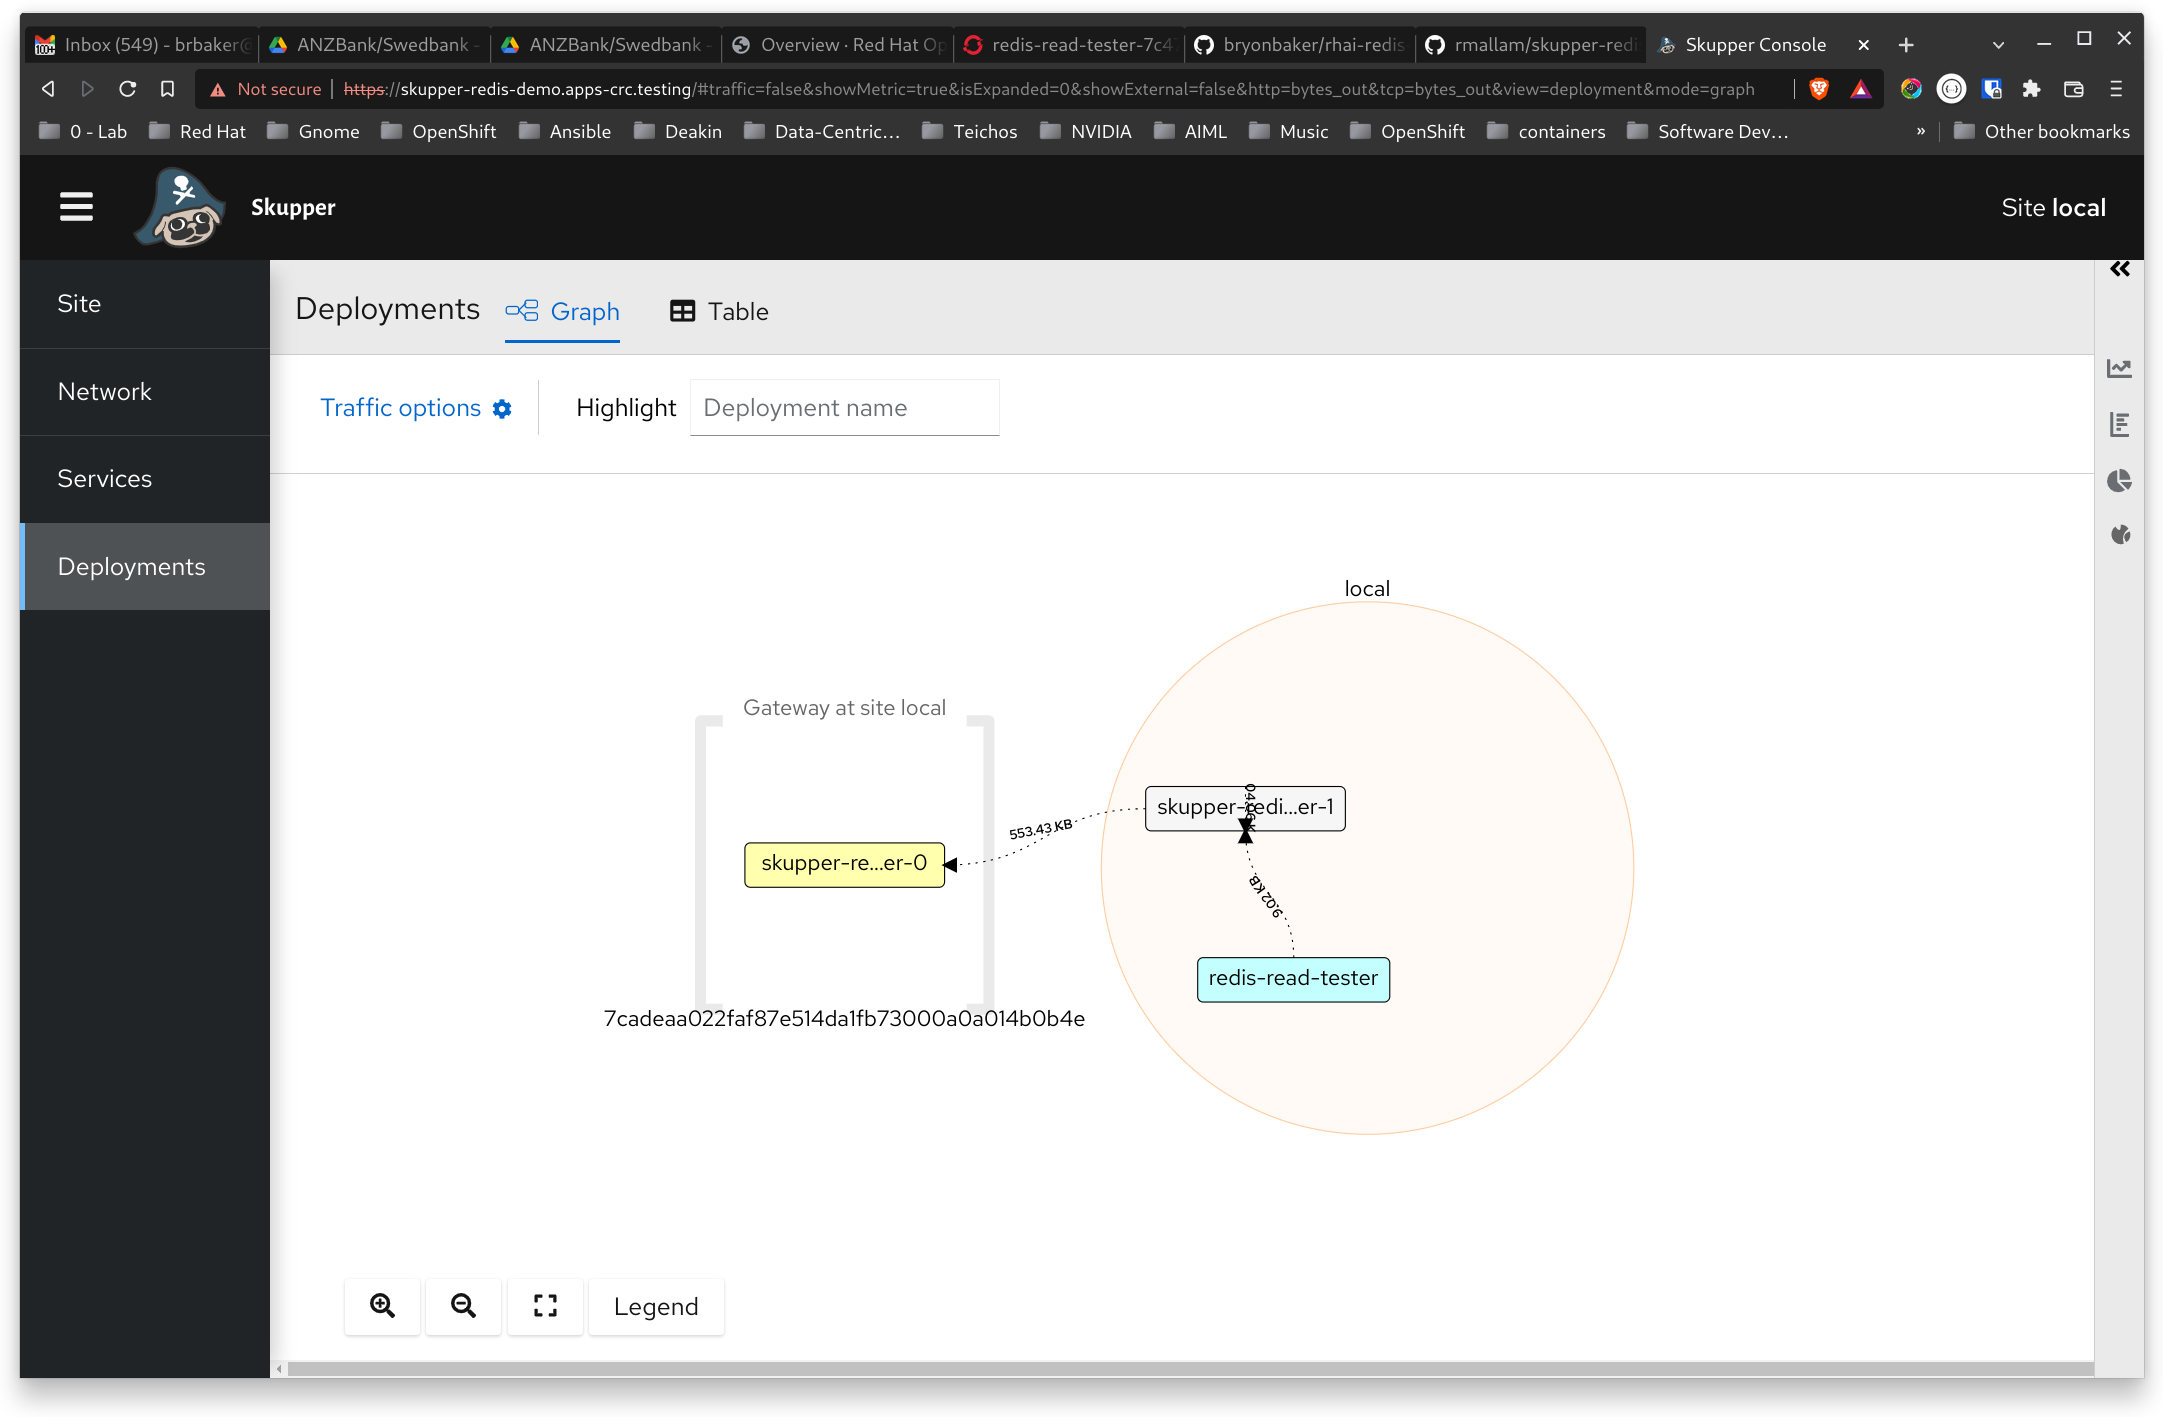 Inbox (549) - brbaker@
ANZBank/Swedbank -
ANZBank/Swedbank -
Overview · Red Hat Op
redis-read-tester-7c4
bryonbaker/rhai-redis
rmallam/skupper-redi
Skupper Console
Not secure
https://skupper-redis-demo.apps-crc.testing/#traffic=false&showMetric=true&isExpanded=0&showExternal=false&http=bytes_out&tcp=bytes_out&view=deployment&mode=graph
0 - Lab
Red Hat
Gnome
OpenShift
Ansible
Deakin
Data-Centric...
Teichos
NVIDIA
AIML
Music
OpenShift
containers
Software Dev...
»
Other bookmarks
Skupper
Site local
Site
Network
Services
Deployments
Deployments
Graph
Table
Traffic options
Highlight
Deployment name
local
Gateway at site local
skupper-redi...er-1
553.43 KB
skupper-re...er-0
9.02 KB
redis-read-tester
7cadeaa022faf87e514da1fb73000a0a014b0b4e
Legend